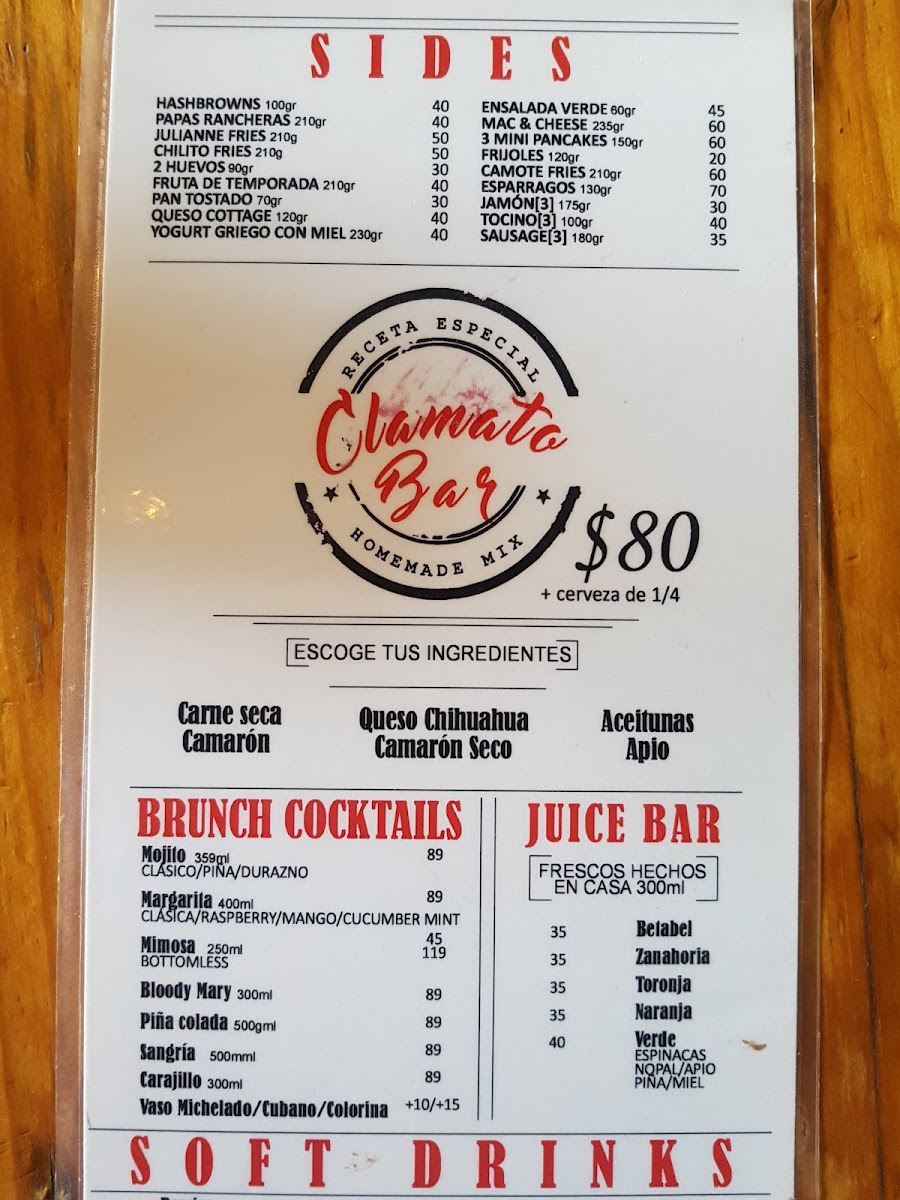 SIDES
HASHBROWNS 100gr 40
PAPAS RANCHERAS 210gr 40
JULIANNE FRIES 210g 50
CHILITO FRIES 210g 50
2 HUEVOS 90gr 30
FRUTA DE TEMPORADA 210gr 40
PAN TOSTADO 70gr 30
QUESO COTTAGE 120gr 40
YOGURT GRIEGO CON MIEL 230gr 40
ENSALADA VERDE 60gr 45
MAC & CHEESE 235gr 60
3 MINI PANCAKES 150gr 60
FRIJOLES 120gr 20
CAMOTE FRIES 210gr 60
ESPARRAGOS 130gr 70
JAMÓN[3] 175gr 30
TOCINO[3] 100gr 40
SAUSAGE[3] 180gr 35
RECETA ESPECIAL
Clamato
Bar
HOMEMADE MIX
$80
+ cerveza de 1/4
ESCOGE TUS INGREDIENTES
Carne seca
Camarón
Queso Chihuahua
Camarón Seco
Aceitunas
Apio
BRUNCH COCKTAILS
Mojito 359ml 89
CLÁSICO/PIÑA/DURAZNO
Margarita 400ml 89
CLÁSICA/RASPBERRY/MANGO/CUCUMBER MINT
Mimosa 250ml 45
BOTTOMLESS 119
Bloody Mary 300ml 89
Piña colada 500gml 89
Sangría 500mml 89
Carajillo 300ml 89
Vaso Michelado/Cubano/Colorina +10/+15
JUICE BAR
FRESCOS HECHOS
EN CASA 300ml
35 Betabel
35 Zanahoria
35 Toronja
35 Naranja
40 Verde
ESPINACAS
NOPAL/APIO
PIÑA/MIEL
SOFT DRINKS